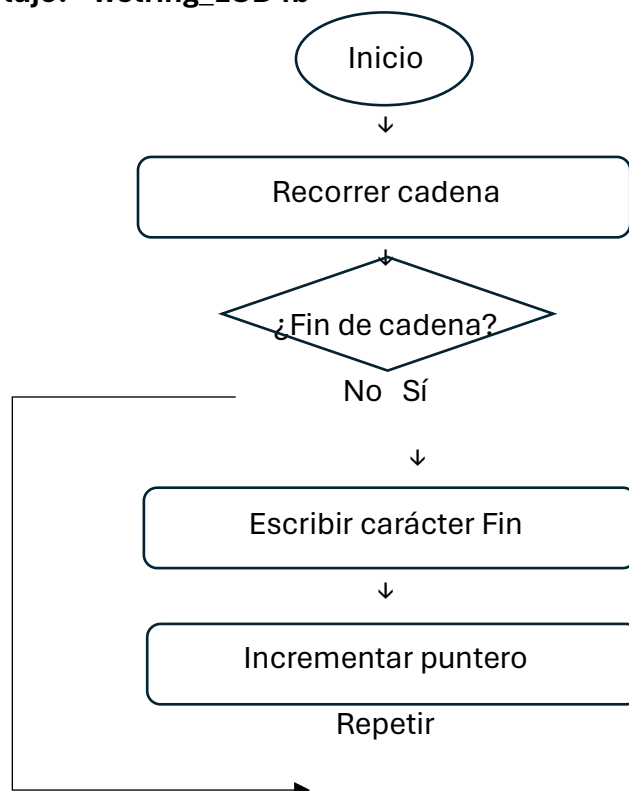 Inicio
Recorrer cadena
¿Fin de cadena?
No Sí
Escribir carácter Fin
Incrementar puntero
Repetir